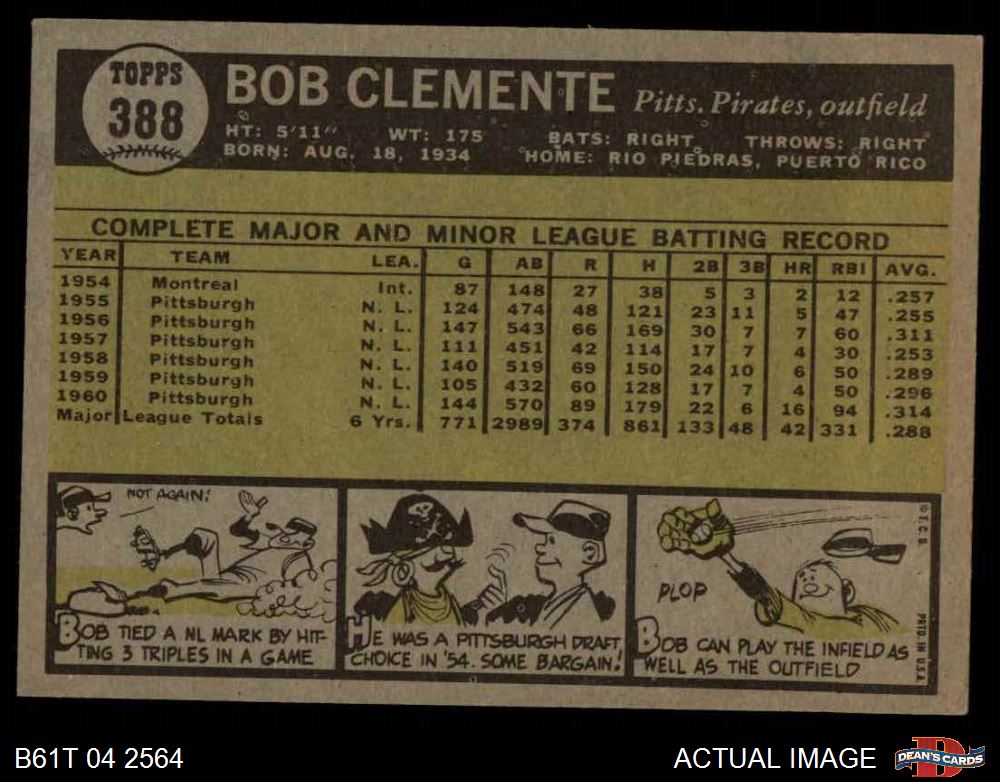 TOPPS
388
BOB CLEMENTE Pitts. Pirates, outfield
HT: 5'11" WT: 175 BATS: RIGHT THROWS: RIGHT
BORN: AUG. 18, 1934 HOME: RIO PIEDRAS, PUERTO RICO
COMPLETE MAJOR AND MINOR LEAGUE BATTING RECORD
YEAR TEAM LEA. G AB R H 2B 3B HR RBI AVG.
1954 Montreal Int. 87 148 27 38 5 3 2 12 .257
1955 Pittsburgh N. L. 124 474 48 121 23 11 5 47 .255
1956 Pittsburgh N. L. 147 543 66 169 30 7 7 60 .311
1957 Pittsburgh N. L. 111 451 42 114 17 7 4 30 .253
1958 Pittsburgh N. L. 140 519 69 150 24 10 6 50 .289
1959 Pittsburgh N. L. 105 432 60 128 17 7 4 50 .296
1960 Pittsburgh N. L. 144 570 89 179 22 6 16 94 .314
Major League Totals 6 Yrs. 771 2989 374 861 133 48 42 331 .288
NOT AGAIN!
BOB TIED A NL MARK BY HIT-
TING 3 TRIPLES IN A GAME
HE WAS A PITTSBURGH DRAFT
CHOICE IN '54. SOME BARGAIN!
PLOP
BOB CAN PLAY THE INFIELD AS
WELL AS THE OUTFIELD
© T. C. G.
PRTD. IN U.S.A.
B61T 04 2564
ACTUAL IMAGE
D
DEAN'S CARDS